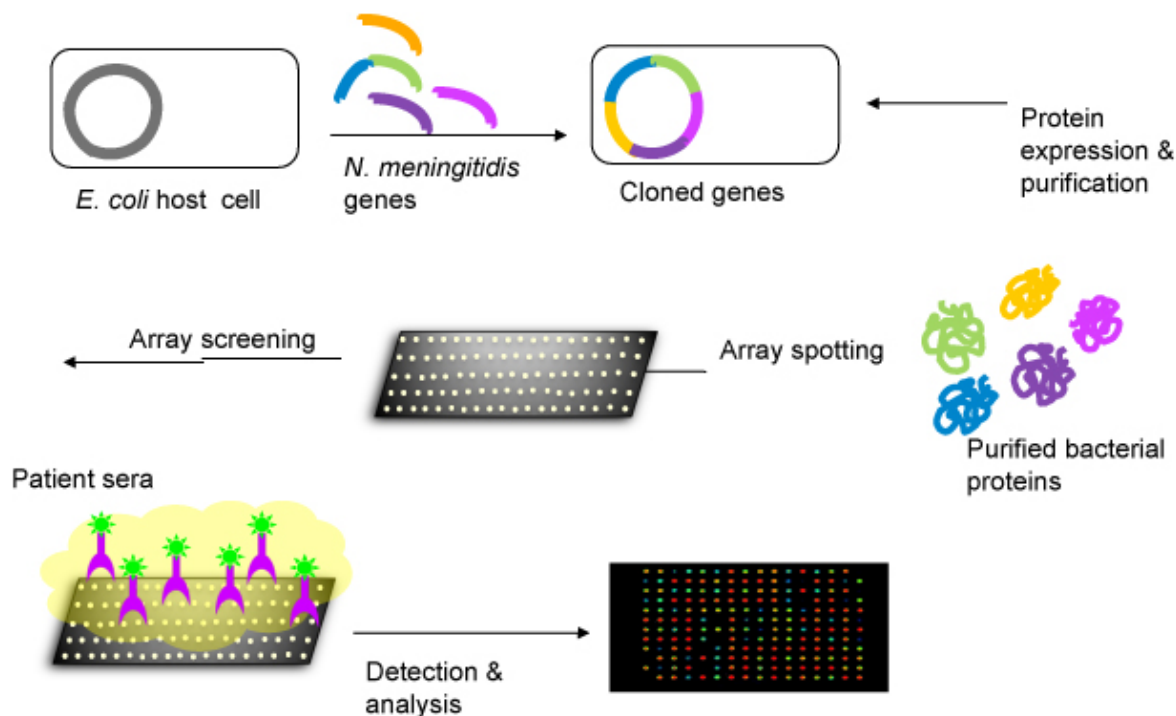 E. coli host cell
N. meningitidis
genes
Cloned genes
Protein
expression &
purification
Array screening
Array spotting
Purified bacterial
proteins
Patient sera
Detection &
analysis